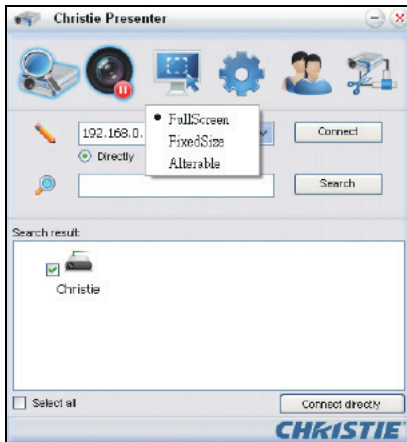 Christie Presenter
FullScreen
FixedSize
Alterable
192.168.0.
Connect
Directly
Search
Search result:
Christie
Select all
Connect directly
CHRISTIE